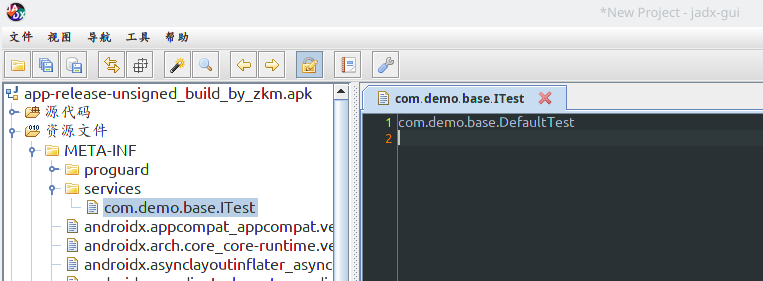 *New Project - jadx-gui
文件 视图 导航 工具 帮助
app-release-unsigned_build_by_zkm.apk
源代码
资源文件
META-INF
proguard
services
com.demo.base.ITest
androidx.appcompat_appcompat.ve
androidx.arch.core_core-runtime.ve
androidx.asynclayoutinflater_async
com.demo.base.ITest
1 com.demo.base.DefaultTest
2